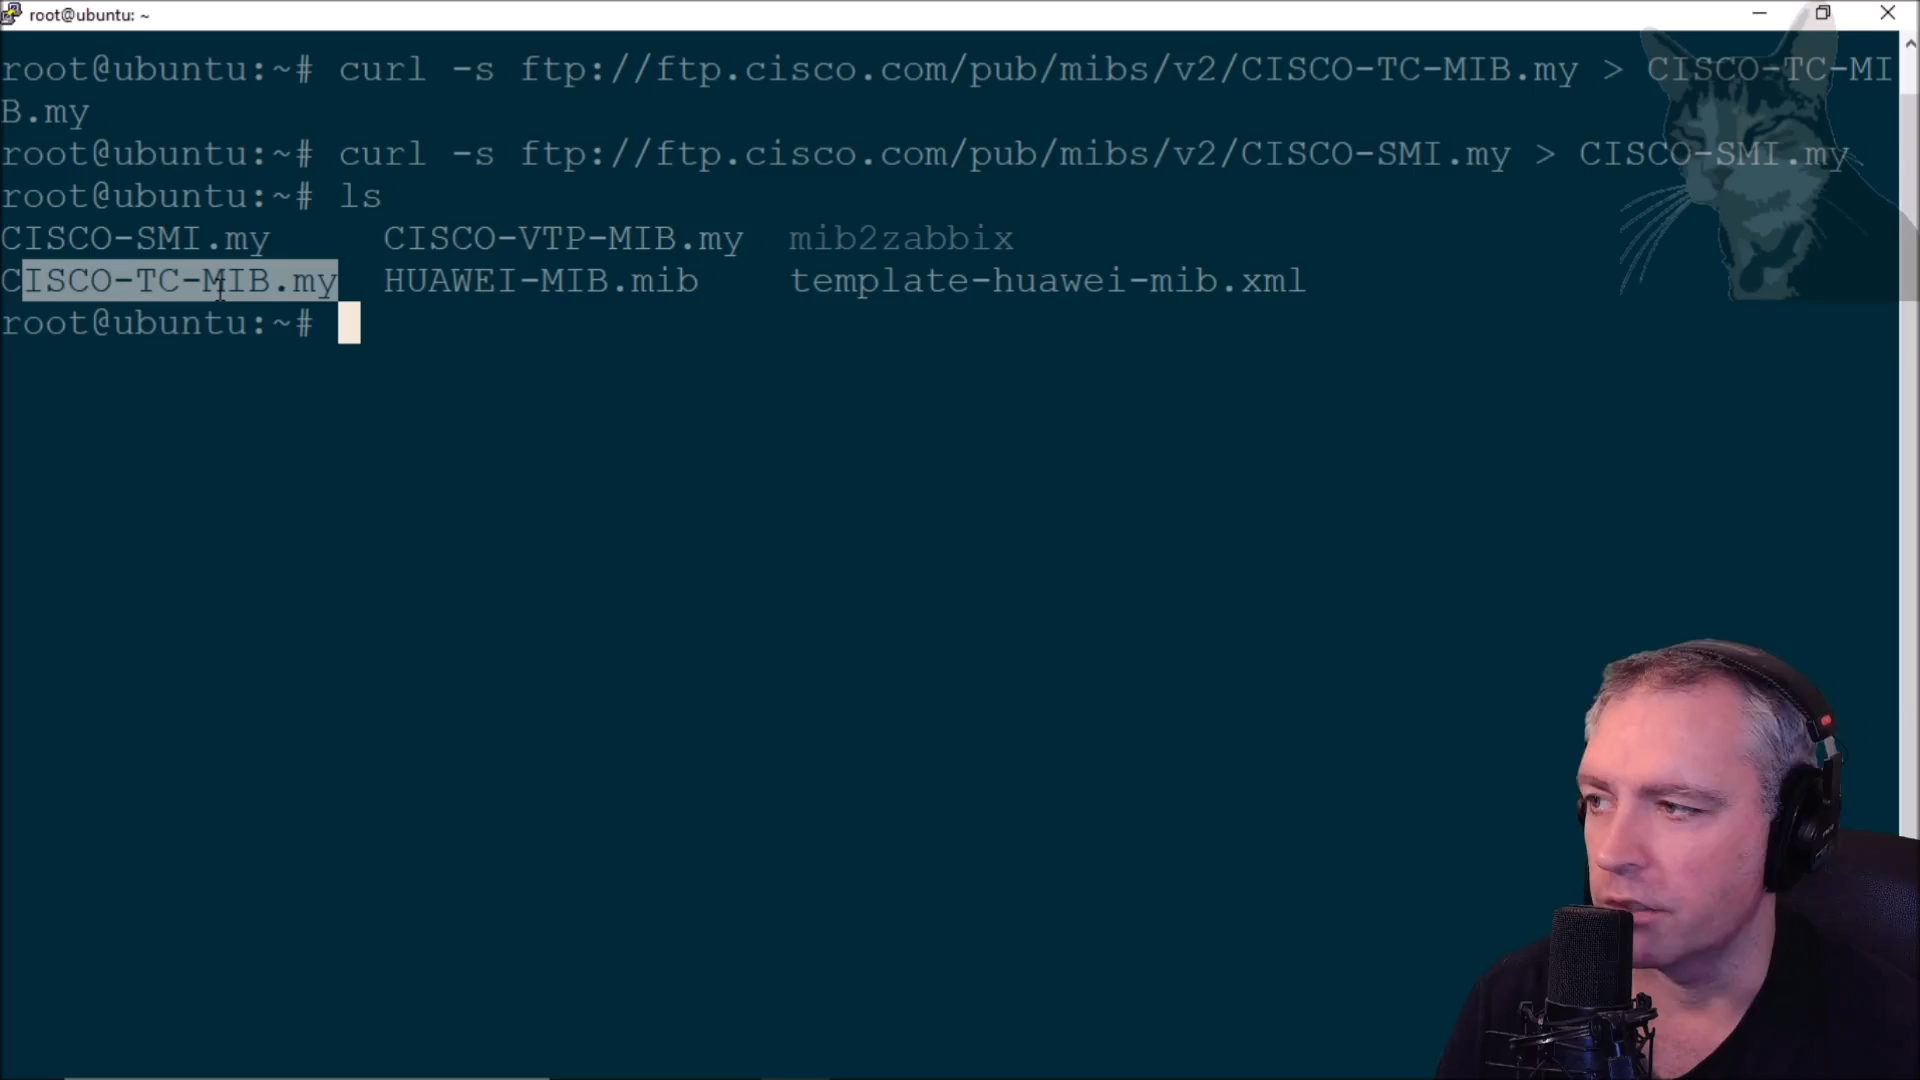 root@ubuntu: ~
root@ubuntu:~# curl -s ftp://ftp.cisco.com/pub/mibs/v2/CISCO-TC-MIB.my > CISCO-TC-MI
B.my
root@ubuntu:~# curl -s ftp://ftp.cisco.com/pub/mibs/v2/CISCO-SMI.my > CISCO-SMI.my
root@ubuntu:~# ls
CISCO-SMI.my CISCO-VTP-MIB.my mib2zabbix
CISCO-TC-MIB.my HUAWEI-MIB.mib template-huawei-mib.xml
root@ubuntu:~#